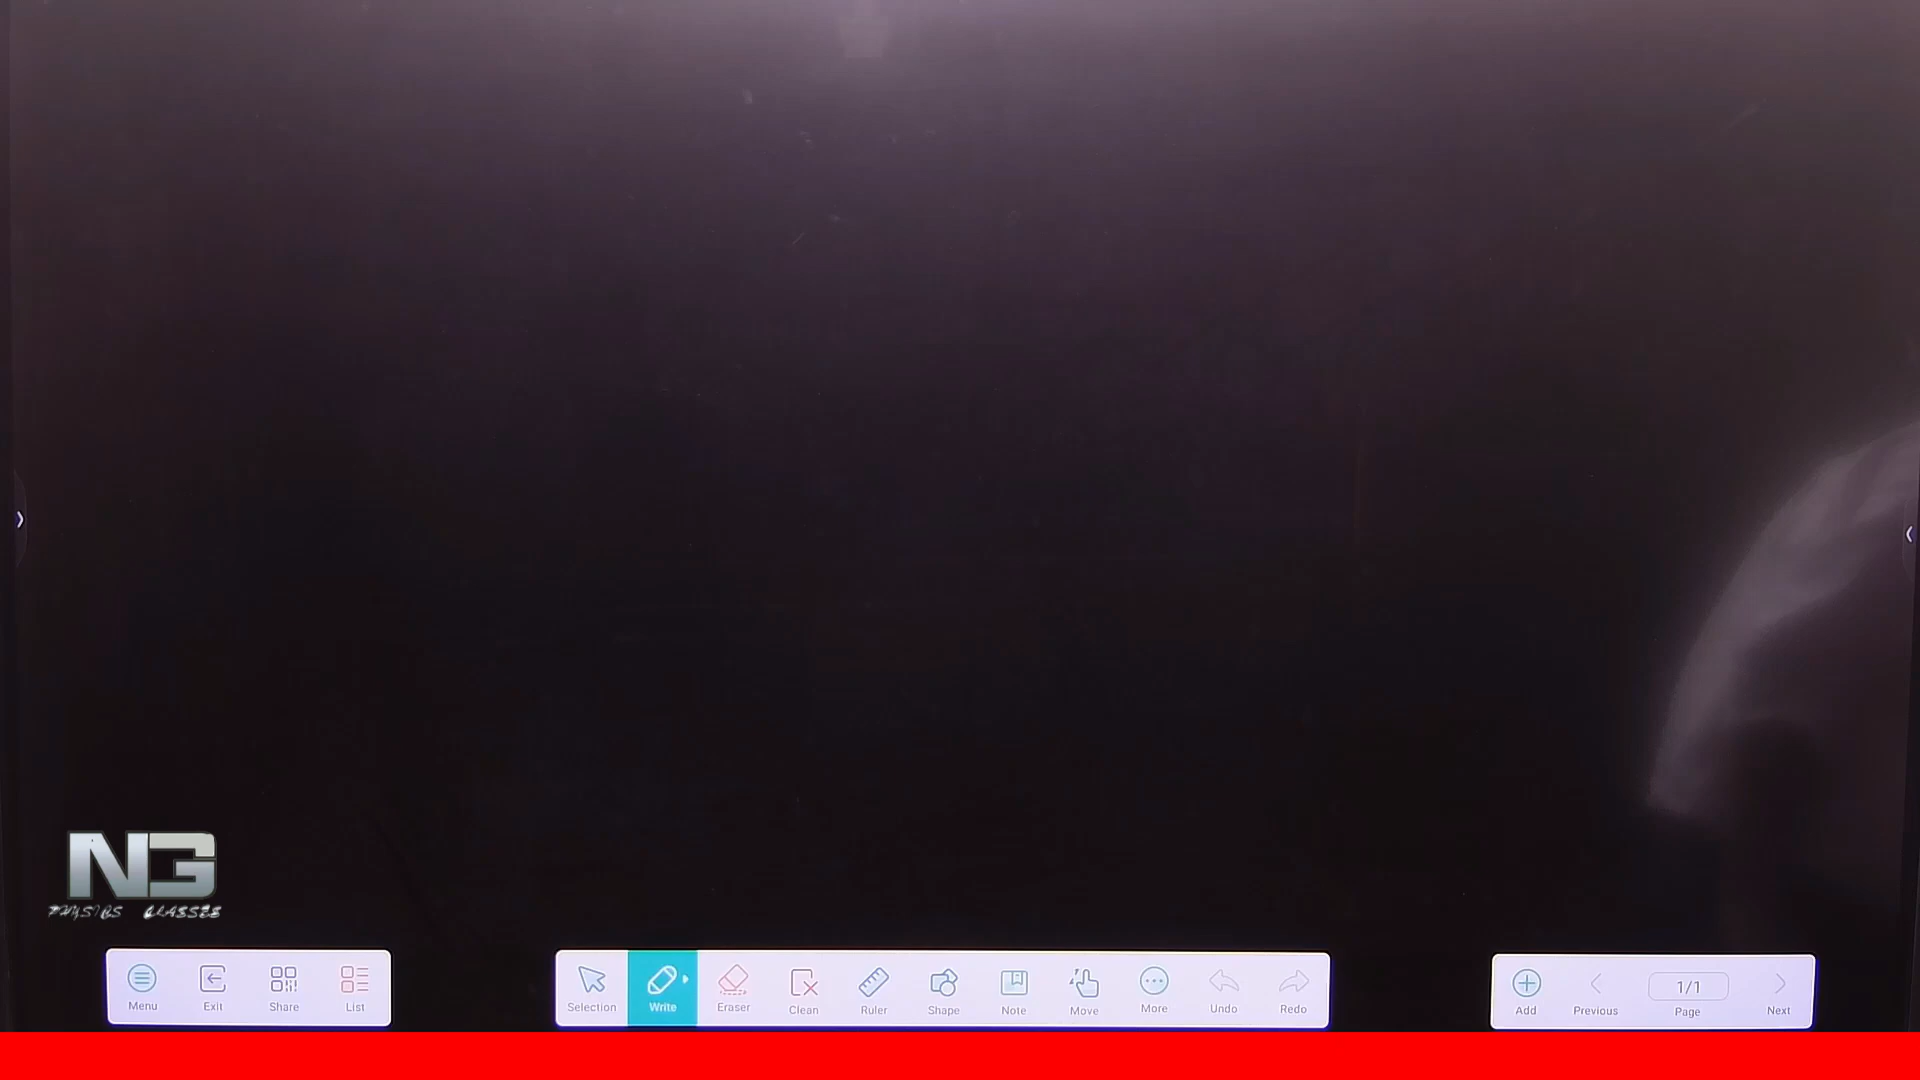 NG
PHYSICS CLASSES
Menu Exit Share List
Selection Write Eraser Clean Ruler Shape Note Move More Undo Redo
Add Previous 1/1 Page Next